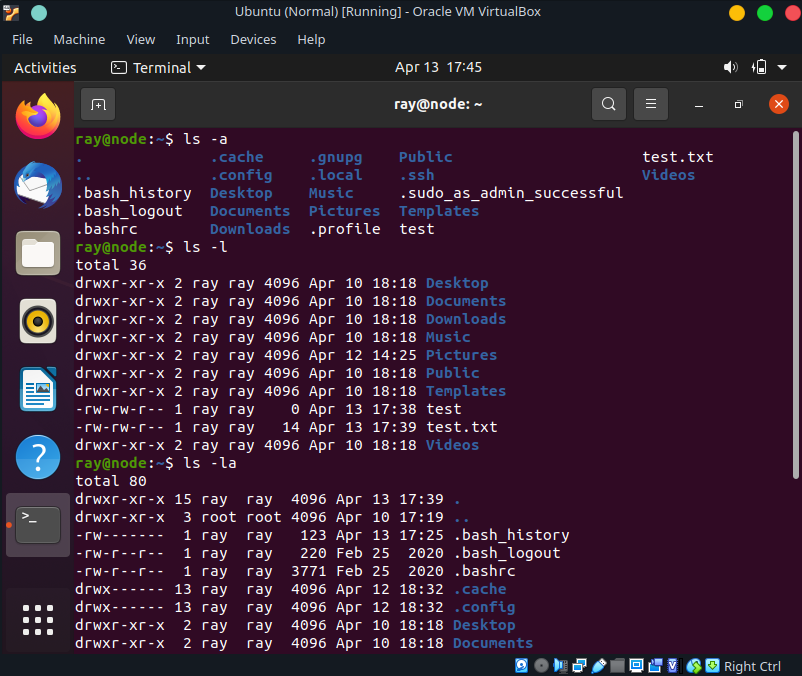 Ubuntu (Normal) [Running] - Oracle VM VirtualBox
File Machine View Input Devices Help
Activities Terminal Apr 13 17:45
ray@node: ~
ray@node:~$ ls -a
. .cache .gnupg Public test.txt
.. .config .local .ssh Videos
.bash_history Desktop Music .sudo_as_admin_successful
.bash_logout Documents Pictures Templates
.bashrc Downloads .profile test
ray@node:~$ ls -l
total 36
drwxr-xr-x 2 ray ray 4096 Apr 10 18:18 Desktop
drwxr-xr-x 2 ray ray 4096 Apr 10 18:18 Documents
drwxr-xr-x 2 ray ray 4096 Apr 10 18:18 Downloads
drwxr-xr-x 2 ray ray 4096 Apr 10 18:18 Music
drwxr-xr-x 2 ray ray 4096 Apr 12 14:25 Pictures
drwxr-xr-x 2 ray ray 4096 Apr 10 18:18 Public
drwxr-xr-x 2 ray ray 4096 Apr 10 18:18 Templates
-rw-rw-r-- 1 ray ray 0 Apr 13 17:38 test
-rw-rw-r-- 1 ray ray 14 Apr 13 17:39 test.txt
drwxr-xr-x 2 ray ray 4096 Apr 10 18:18 Videos
ray@node:~$ ls -la
total 80
drwxr-xr-x 15 ray ray 4096 Apr 13 17:39 .
drwxr-xr-x 3 root root 4096 Apr 10 17:19 ..
-rw------- 1 ray ray 123 Apr 13 17:25 .bash_history
-rw-r--r-- 1 ray ray 220 Feb 25 2020 .bash_logout
-rw-r--r-- 1 ray ray 3771 Feb 25 2020 .bashrc
drwx------ 13 ray ray 4096 Apr 12 18:32 .cache
drwx------ 13 ray ray 4096 Apr 12 18:32 .config
drwxr-xr-x 2 ray ray 4096 Apr 10 18:18 Desktop
drwxr-xr-x 2 ray ray 4096 Apr 10 18:18 Documents
Right Ctrl